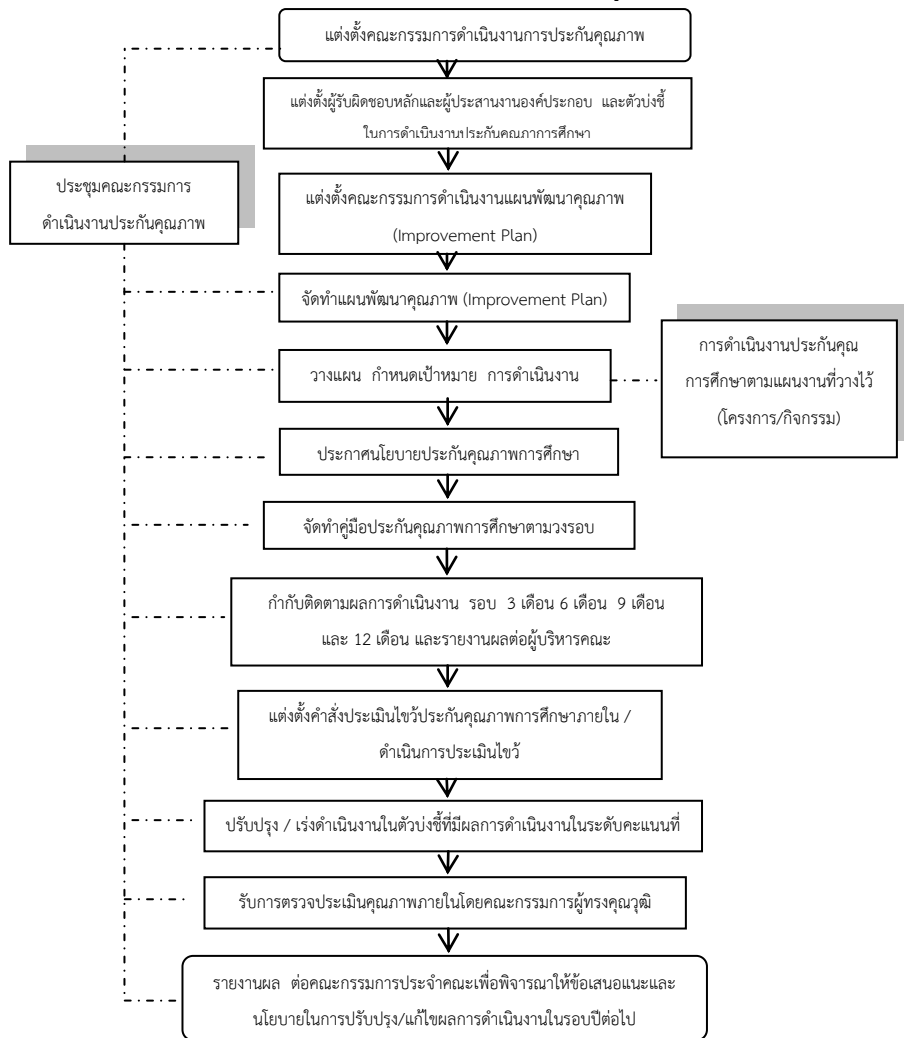 แต่งตั้งคณะกรรมการดำเนินงานการประกันคุณภาพ
แต่งตั้งผู้รับผิดชอบหลักและผู้ประสานงานองค์ประกอบ และตัวบ่งชี้
ในการดำเนินงานประกันคุณภาการศึกษา
ประชุมคณะกรรมการ
ดำเนินงานประกันคุณภาพ
แต่งตั้งคณะกรรมการดำเนินงานแผนพัฒนาคุณภาพ
(Improvement Plan)
จัดทำแผนพัฒนาคุณภาพ (Improvement Plan)
วางแผน กำหนดเป้าหมาย การดำเนินงาน
การดำเนินงานประกันคุณ
การศึกษาตามแผนงานที่วางไว้
(โครงการ/กิจกรรม)
ประกาศนโยบายประกันคุณภาพการศึกษา
จัดทำคู่มือประกันคุณภาพการศึกษาตามวงรอบ
กำกับติดตามผลการดำเนินงาน รอบ 3 เดือน 6 เดือน 9 เดือน
และ 12 เดือน และรายงานผลต่อผู้บริหารคณะ
แต่งตั้งคำสั่งประเมินไขว้ประกันคุณภาพการศึกษาภายใน /
ดำเนินการประเมินไขว้
ปรับปรุง / เร่งดำเนินงานในตัวบ่งชี้ที่มีผลการดำเนินงานในระดับคะแนนที่
รับการตรวจประเมินคุณภาพภายในโดยคณะกรรมการผู้ทรงคุณวุฒิ
รายงานผล ต่อคณะกรรมการประจำคณะเพื่อพิจารณาให้ข้อเสนอแนะและ
นโยบายในการปรับปรุง/แก้ไขผลการดำเนินงานในรอบปีต่อไป